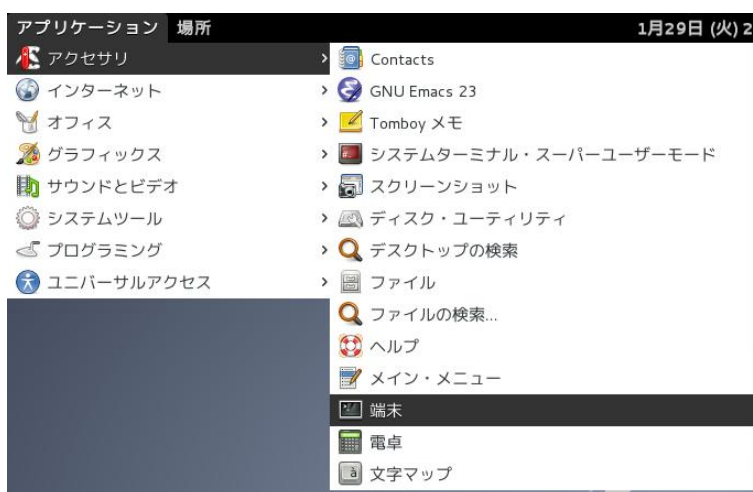 アプリケーション 場所 1月29日 (火) 2
アクセサリ
インターネット
オフィス
グラフィックス
サウンドとビデオ
システムツール
プログラミング
ユニバーサルアクセス
Contacts
GNU Emacs 23
Tomboy メモ
システムターミナル・スーパーユーザーモード
スクリーンショット
ディスク・ユーティリティ
デスクトップの検索
ファイル
ファイルの検索...
ヘルプ
メイン・メニュー
端末
電卓
文字マップ